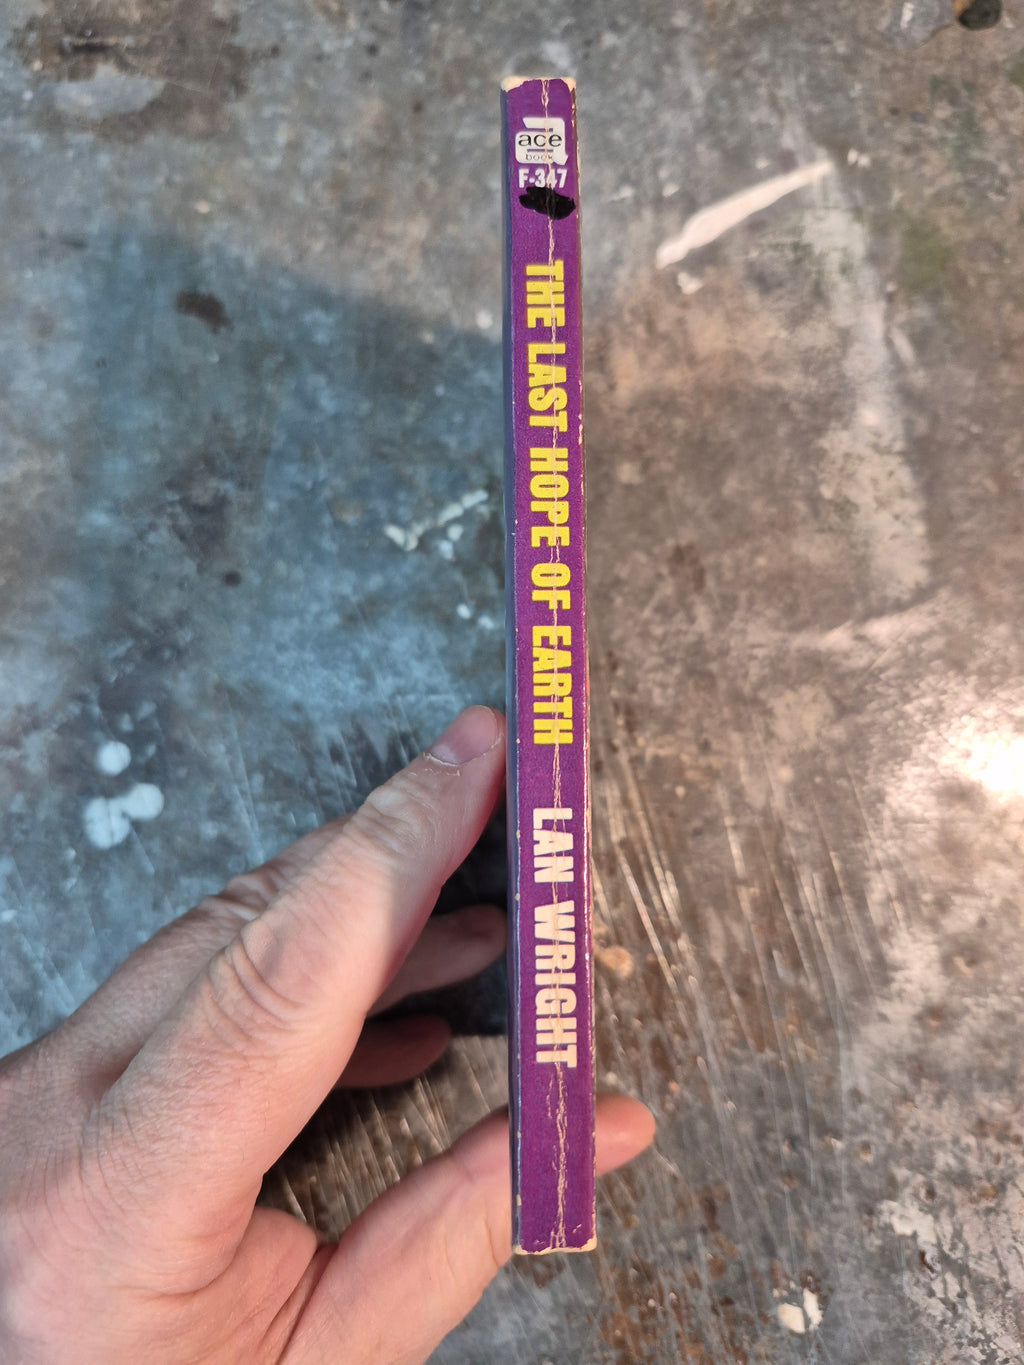 ace
book
F-347
THE LAST HOPE OF EARTH
LAN WRIGHT